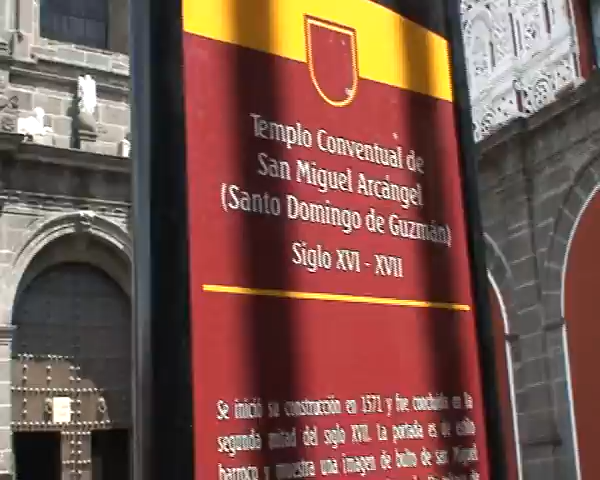 Templo Conventual de
San Miguel Arcángel
(Santo Domingo de Guzmán)
Siglo XVI - XVII
Se inició su construcción en 1571 y fue concluida en la
segunda mitad del siglo XVII. La portada es de estilo
barroco y muestra una imagen de bulto de san Miguel